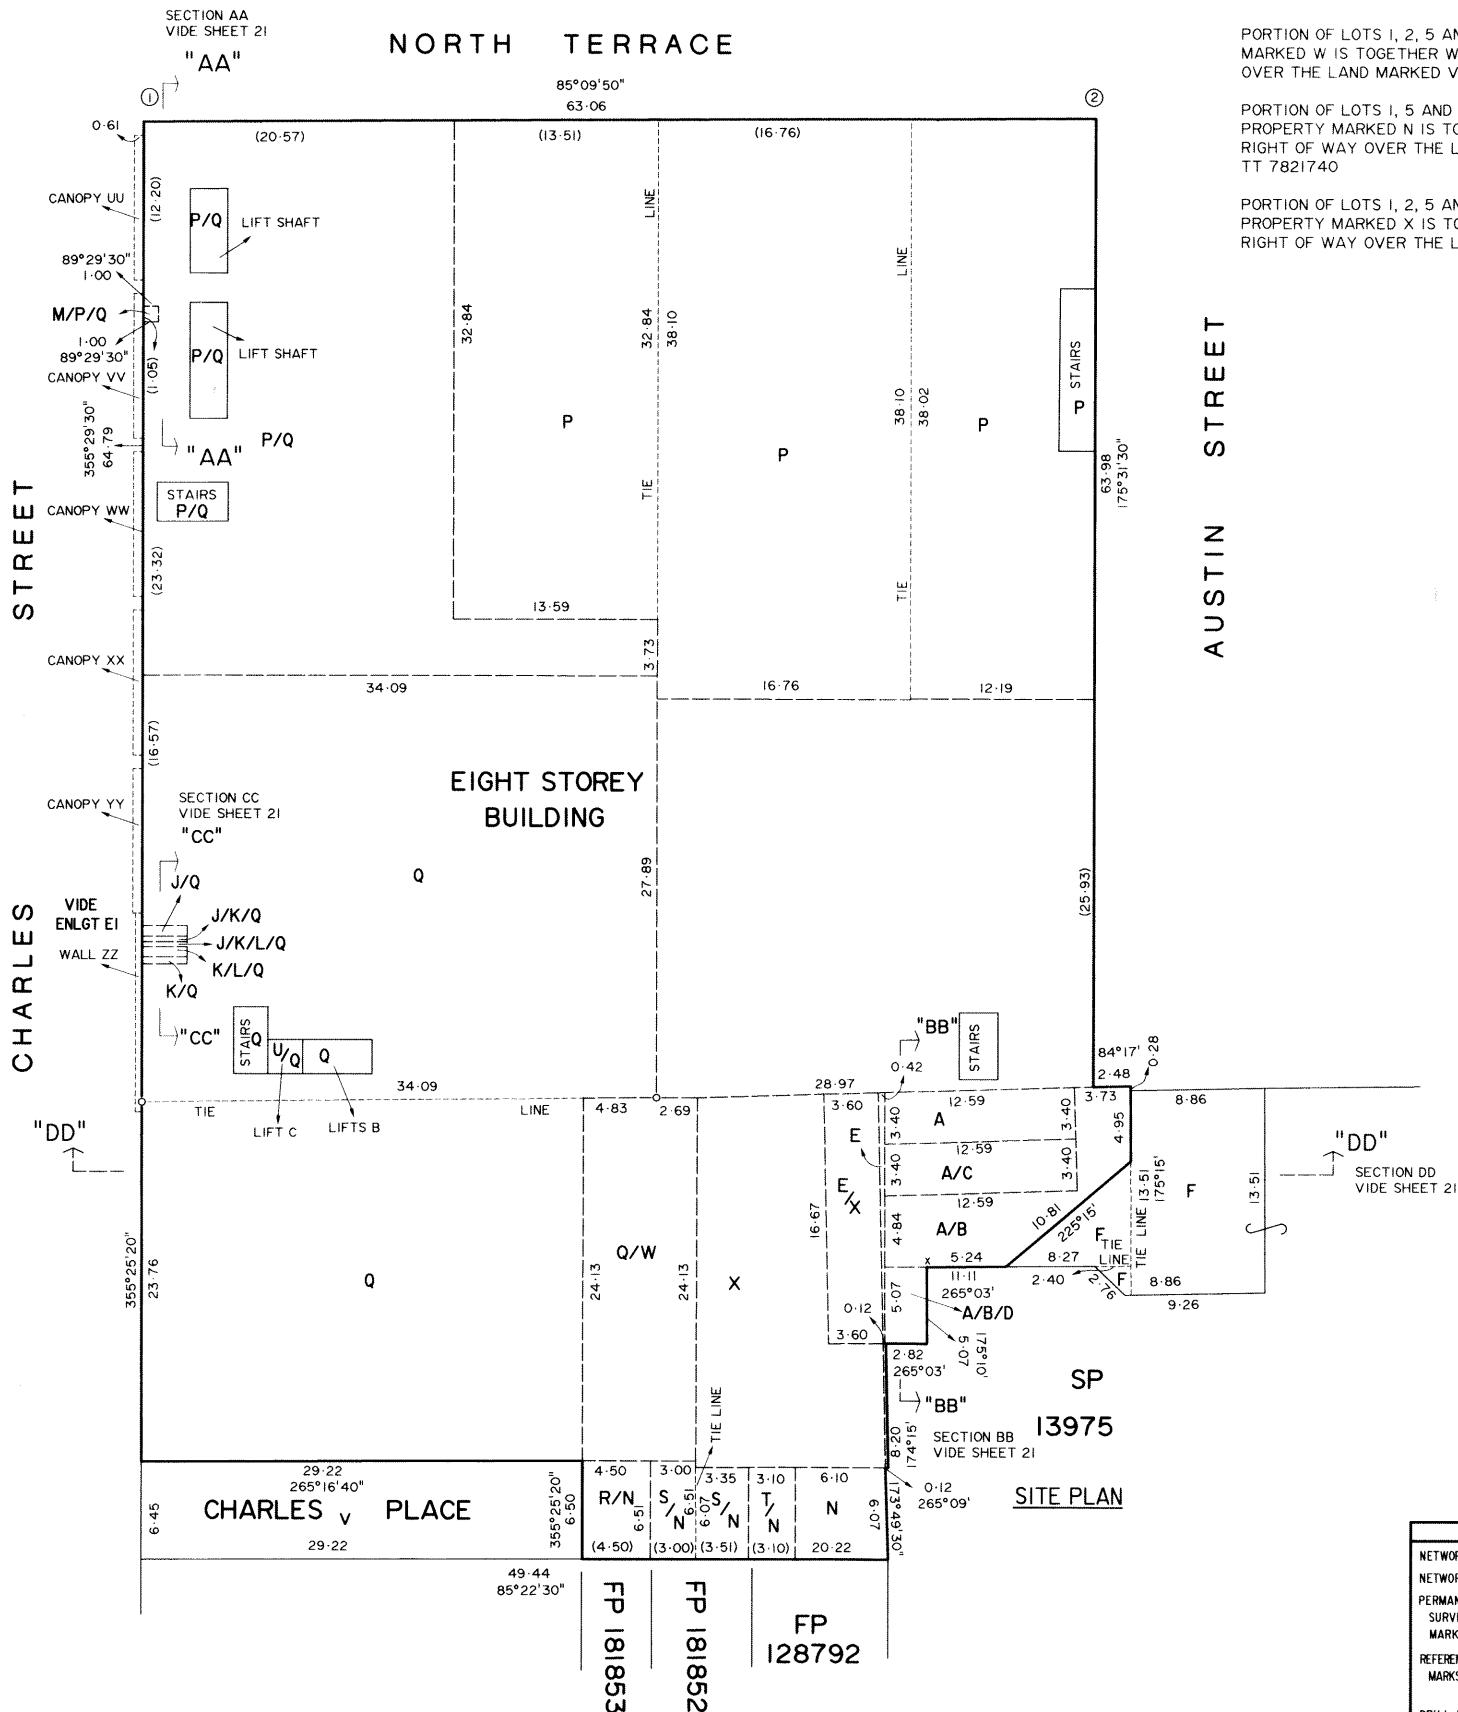 SECTION AA
VIDE SHEET 21
"AA"
NORTH TERRACE
85°09'50"
63·06
①
②
PORTION OF LOTS 1, 2, 5 AN
MARKED W IS TOGETHER W
OVER THE LAND MARKED V
PORTION OF LOTS 1, 5 AND
PROPERTY MARKED N IS TO
RIGHT OF WAY OVER THE L
TT 7821740
PORTION OF LOTS 1, 2, 5 AN
PROPERTY MARKED X IS TO
RIGHT OF WAY OVER THE L
0·61
(20·57)
(13·51)
(16·76)
(12·20)
CANOPY UU
P/Q
LIFT SHAFT
LINE
LINE
89°29'30"
1·00
M/P/Q
1·00
89°29'30"
(1·05)
P/Q
LIFT SHAFT
32·84
32·84
38·10
38·10
38·02
STAIRS
P
CANOPY VV
355°29'30"
64·79
"AA"
P/Q
P
P
P
63·98
175°31'30"
AUSTIN STREET
CHARLES STREET
STAIRS
P/Q
CANOPY WW
TIE
TIE
(23·32)
13·59
3·73
CANOPY XX
34·09
16·76
12·19
(16·57)
EIGHT STOREY
BUILDING
CANOPY YY
SECTION CC
VIDE SHEET 21
"CC"
J/Q
Q
27·89
(25·93)
VIDE
ENLGT E1
J/K/Q
J/K/L/Q
WALL ZZ
K/L/Q
K/Q
"CC"
STAIRS
Q
U/Q
Q
"BB"
STAIRS
0·42
84°17'
0·28
2·48
34·09
28·97
TIE
LINE
LIFT C
LIFTS B
4·83
2·69
3·60
12·59
3·73
8·86
"DD"
3·40
A
3·40
4·95
E
12·59
3·40
A/C
3·40
"DD"
SECTION DD
VIDE SHEET 21
E/X
12·59
16·67
4·84
A/B
10·81
225°15'
TIE LINE
13·51
175°15'
F
13·51
F
TIE
LINE
355°25'20"
23·76
Q
24·13
Q/W
24·13
X
x
5·24
8·27
11·11
265°03'
2·40
2·76
F
8·86
9·26
0·12
5·07
A/B/D
3·60
5·07
175°10'
2·82
265°03'
SP
13975
"BB"
TIE LINE
8·20
174°15'
SECTION BB
VIDE SHEET 21
SITE PLAN
29·22
265°16'40"
355°25'20"
6·50
4·50
3·00
3·35
3·10
6·10
0·12
265°09'
6·45
CHARLES V PLACE
R/N
6·51
S/N
6·51
6·07
S/N
T/N
N
6·07
173°49'30"
29·22
(4·50)
(3·00)
(3·51)
(3·10)
20·22
49·44
85°22'30"
FP 181853
FP 181852
FP
128792
NETWOR
NETWOR
PERMAN
SURVE
MARK
REFEREN
MARKS